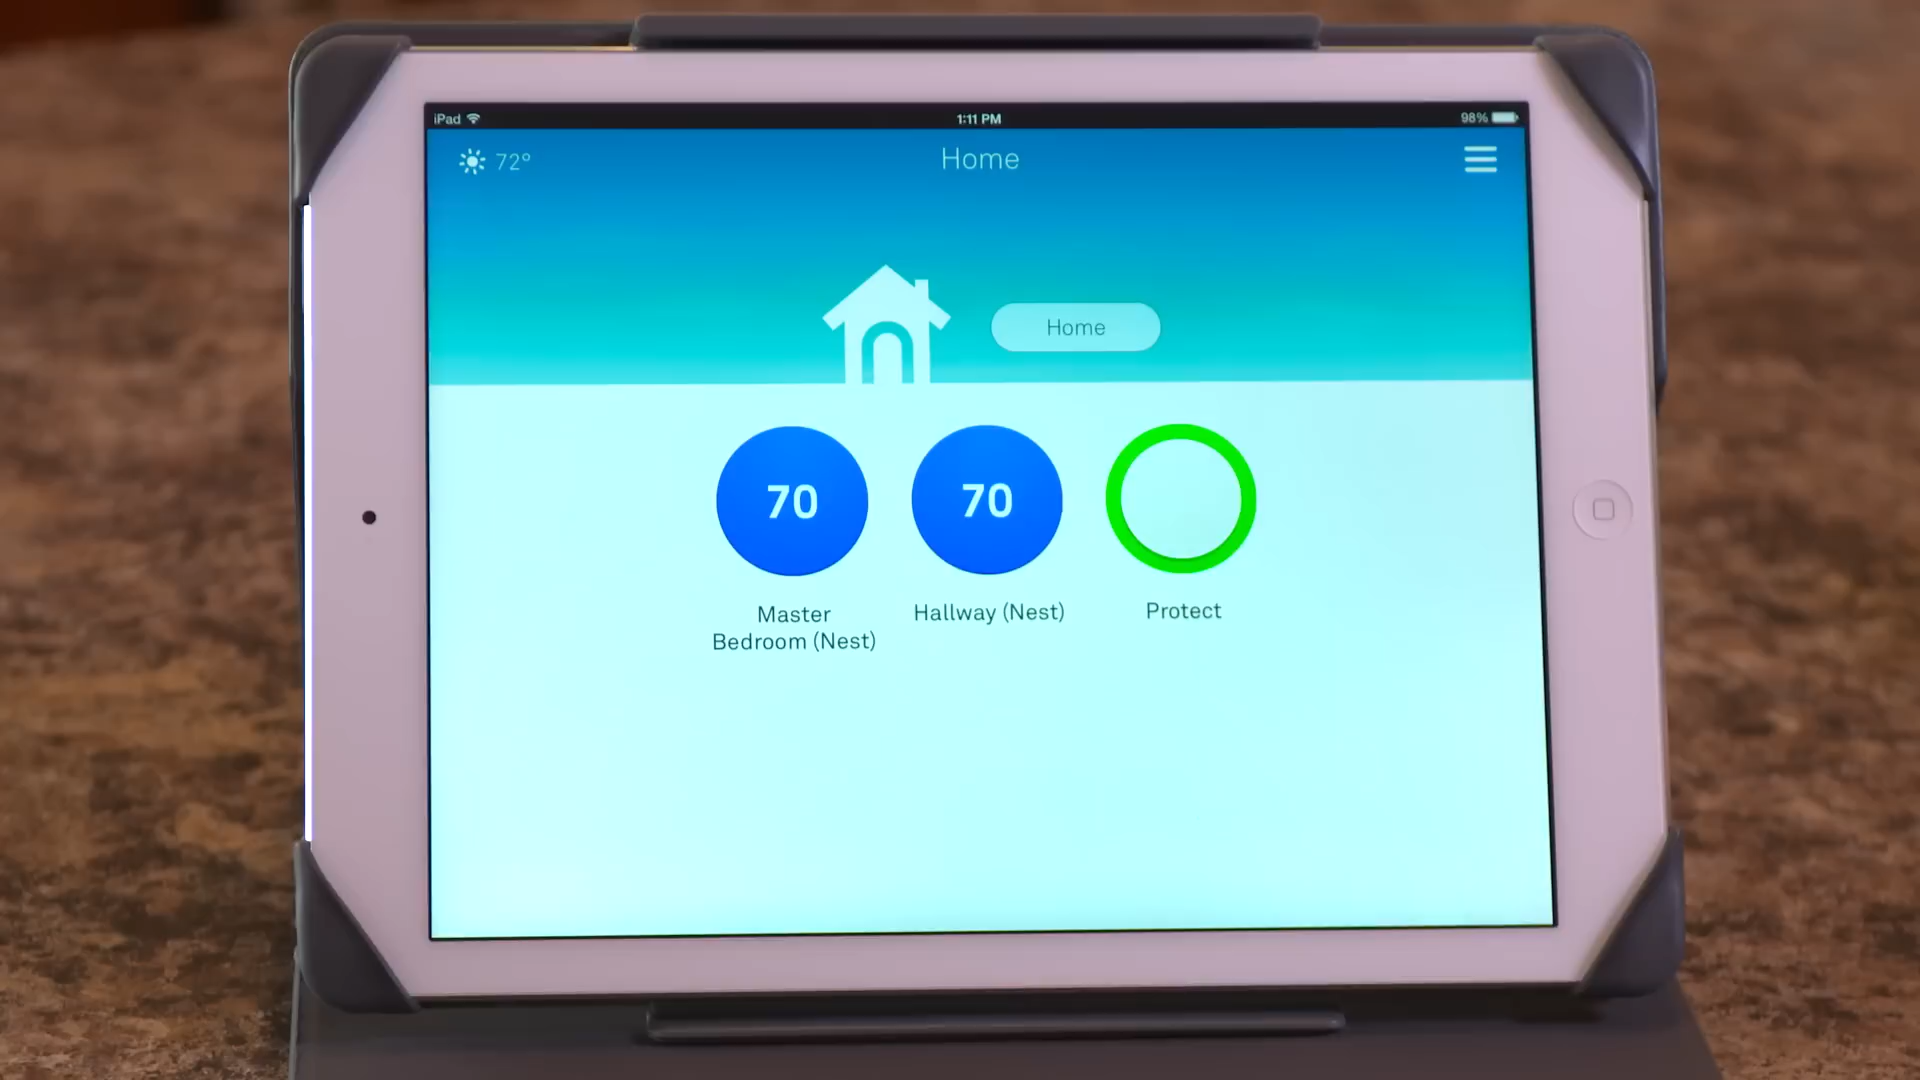 iPad
1:11 PM
98%
72°
Home
Home
70
70
Master
Bedroom (Nest)
Hallway (Nest)
Protect